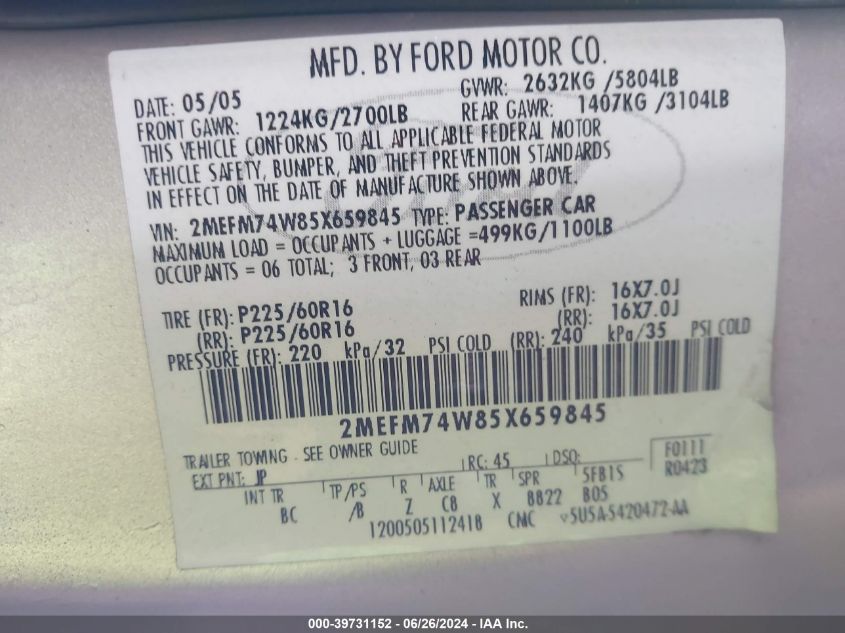 MFD. BY FORD MOTOR CO.
DATE: 05/05 GVWR: 2632KG /5804LB
FRONT GAWR: 1224KG/2700LB REAR GAWR: 1407KG /3104LB
THIS VEHICLE CONFORMS TO ALL APPLICABLE FEDERAL MOTOR
VEHICLE SAFETY, BUMPER, AND THEFT PREVENTION STANDARDS
IN EFFECT ON THE DATE OF MANUFACTURE SHOWN ABOVE.
VIN: 2MEFM74W85X659845 TYPE: PASSENGER CAR
MAXIMUM LOAD = OCCUPANTS + LUGGAGE =499KG/1100LB
OCCUPANTS = 06 TOTAL; 3 FRONT, 03 REAR
TIRE (FR): P225/60R16 RIMS (FR): 16X7.0J
(RR): P225/60R16 (RR): 16X7.0J
PRESSURE (FR): 220 kPa/32 PSI COLD (RR): 240 kPa/35 PSI COLD
2MEFM74W85X659845
TRAILER TOWING - SEE OWNER GUIDE
EXT PNT: JP RC: 45 DSO: F0111
R0423
INT TR TP/PS R AXLE TR SPR 5FB15
BC /B Z C8 X BB22 B05
1200505112418 CMC 5U5A-5420472-AA
000-39731152 - 06/26/2024 - IAA Inc.